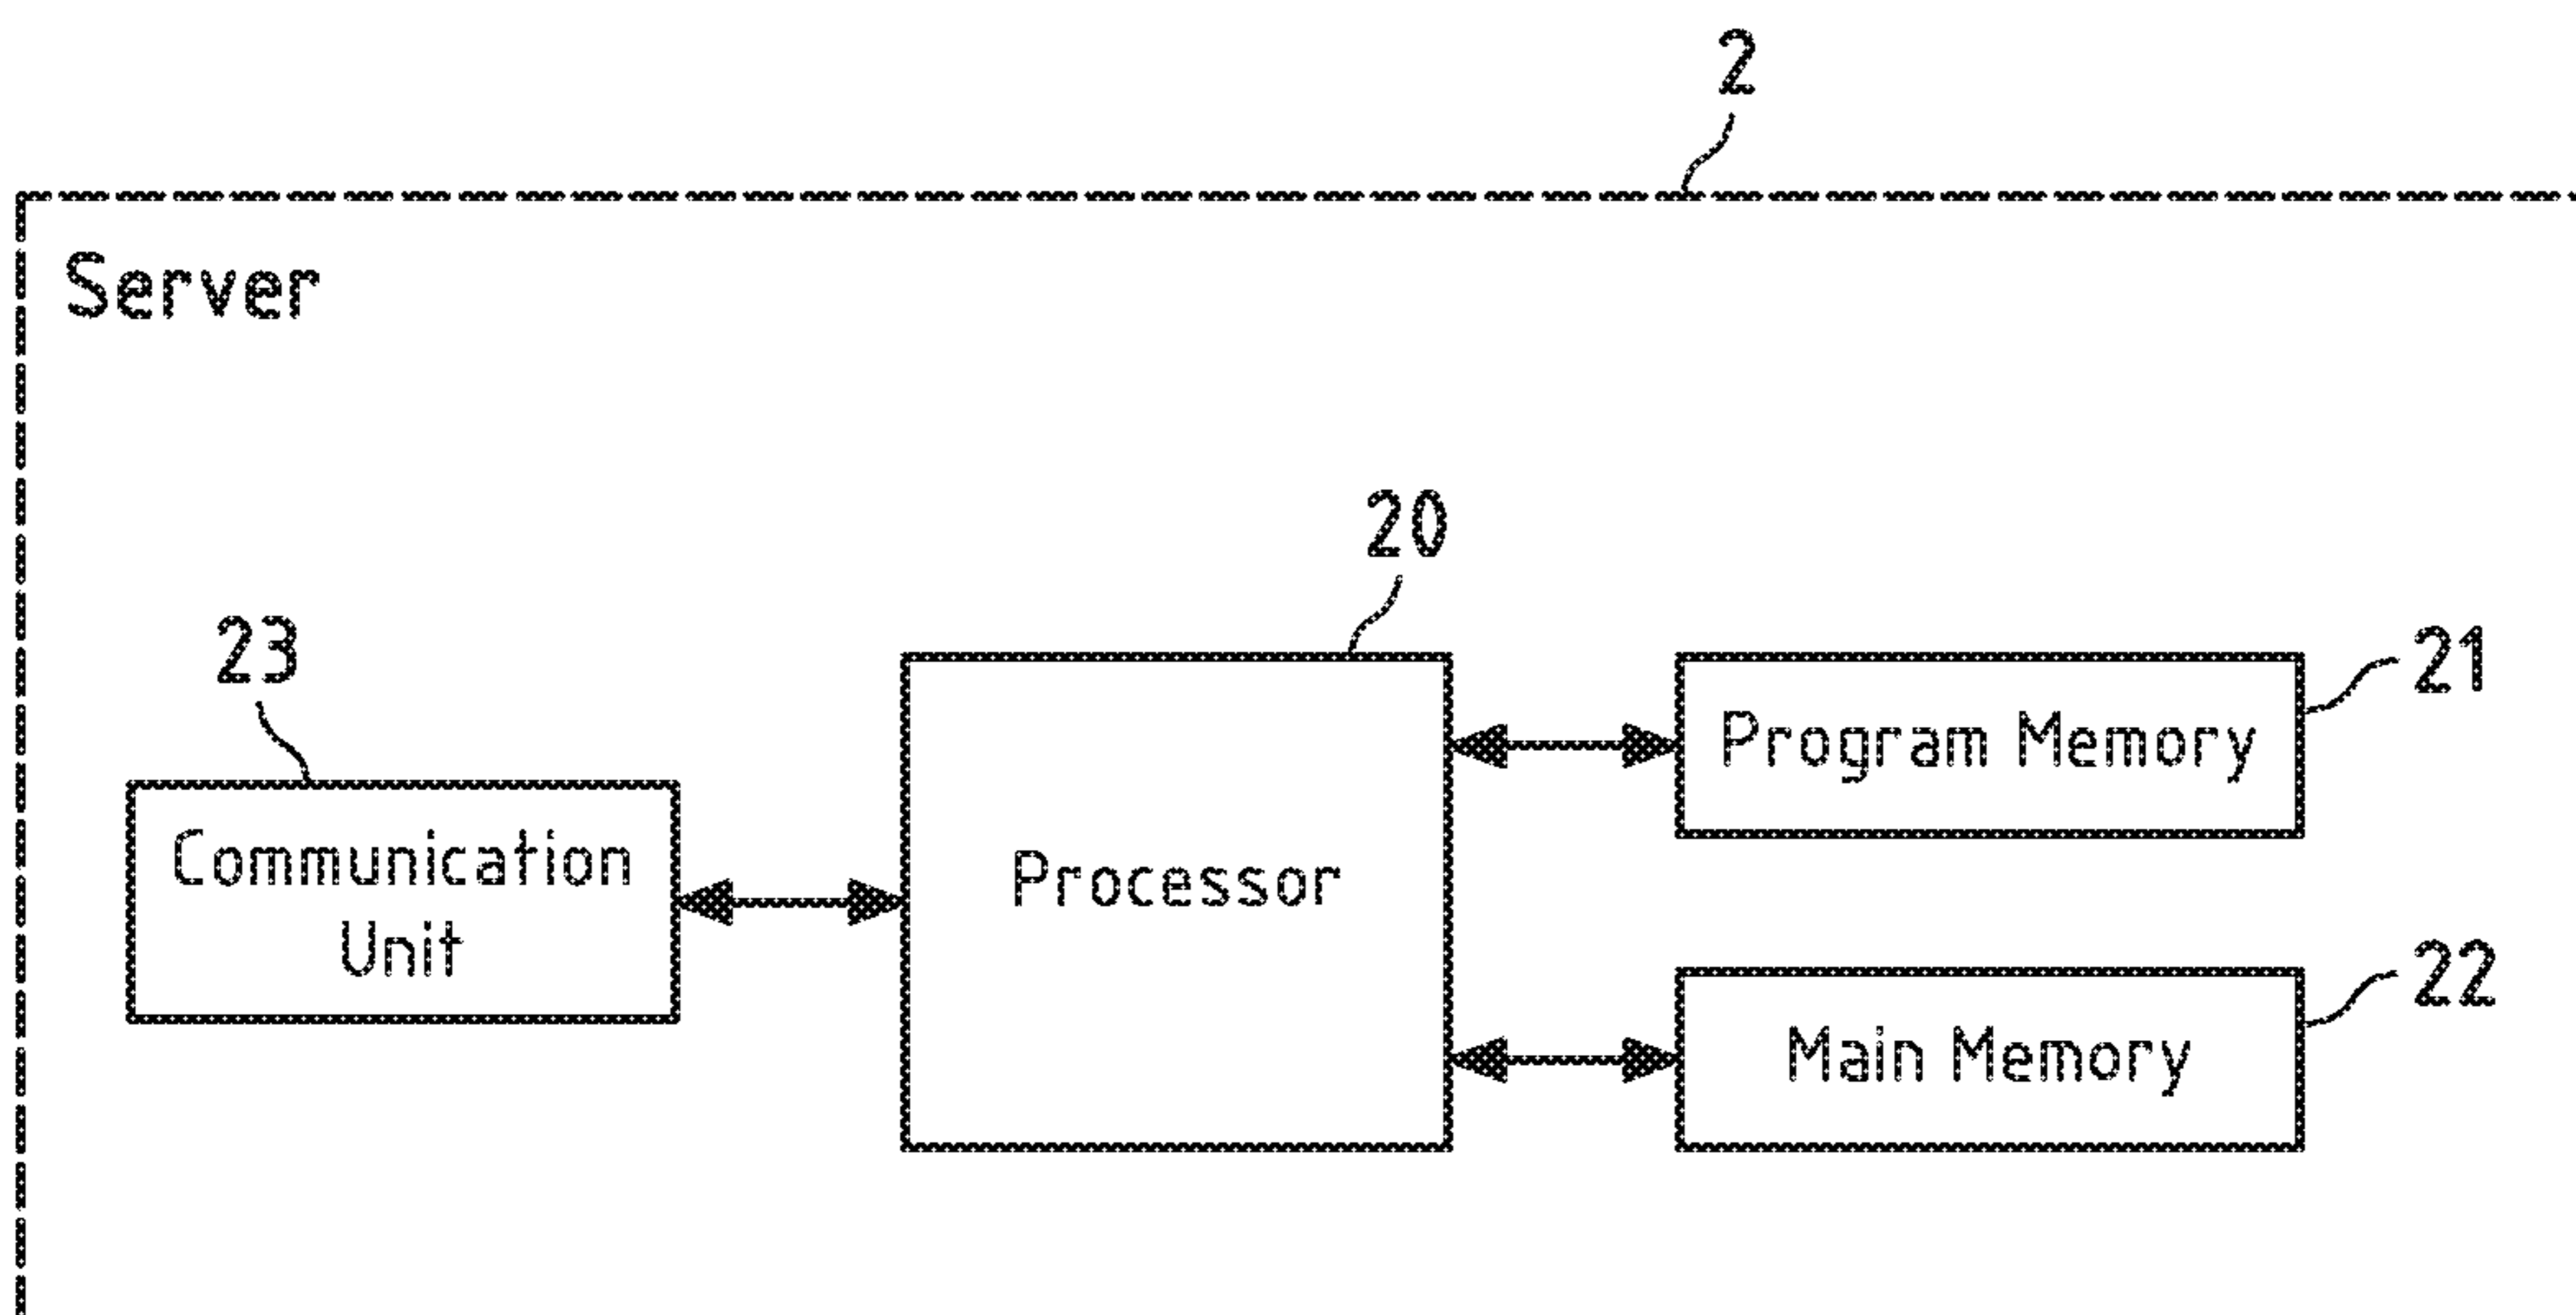 2
Server
20
23
21
Program Memory
Communication
Unit
Processor
22
Main Memory